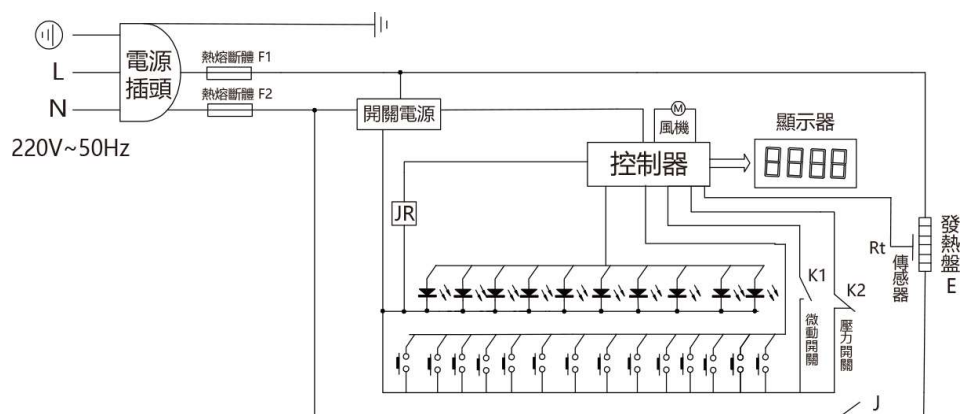 熱熔斷體 F1
電源
插頭
L
熱熔斷體 F2
N
開關電源
220V~50Hz
M
風機
顯示器
控制器
8888
JR
Rt
傳感器
發熱盤
E
K1
微動開關
K2
壓力開關
J